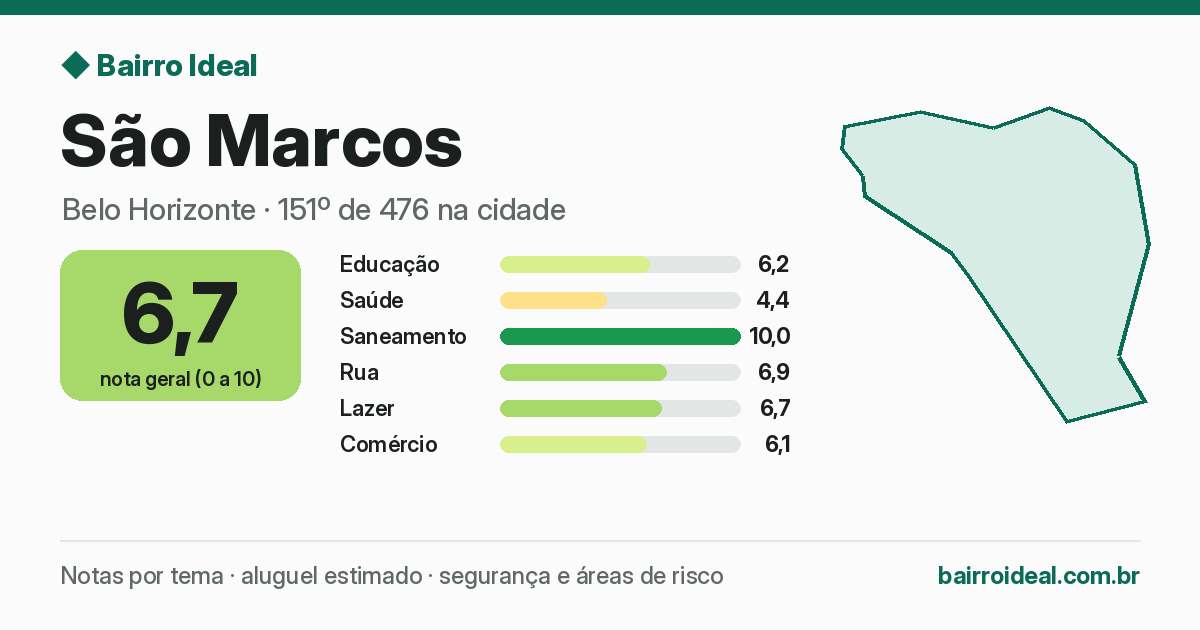 Bairro Ideal
São Marcos
Belo Horizonte · 151º de 476 na cidade
6,7
nota geral (0 a 10)
Educação 6,2
Saúde 4,4
Saneamento 10,0
Rua 6,9
Lazer 6,7
Comércio 6,1
Notas por tema · aluguel estimado · segurança e áreas de risco
bairroideal.com.br